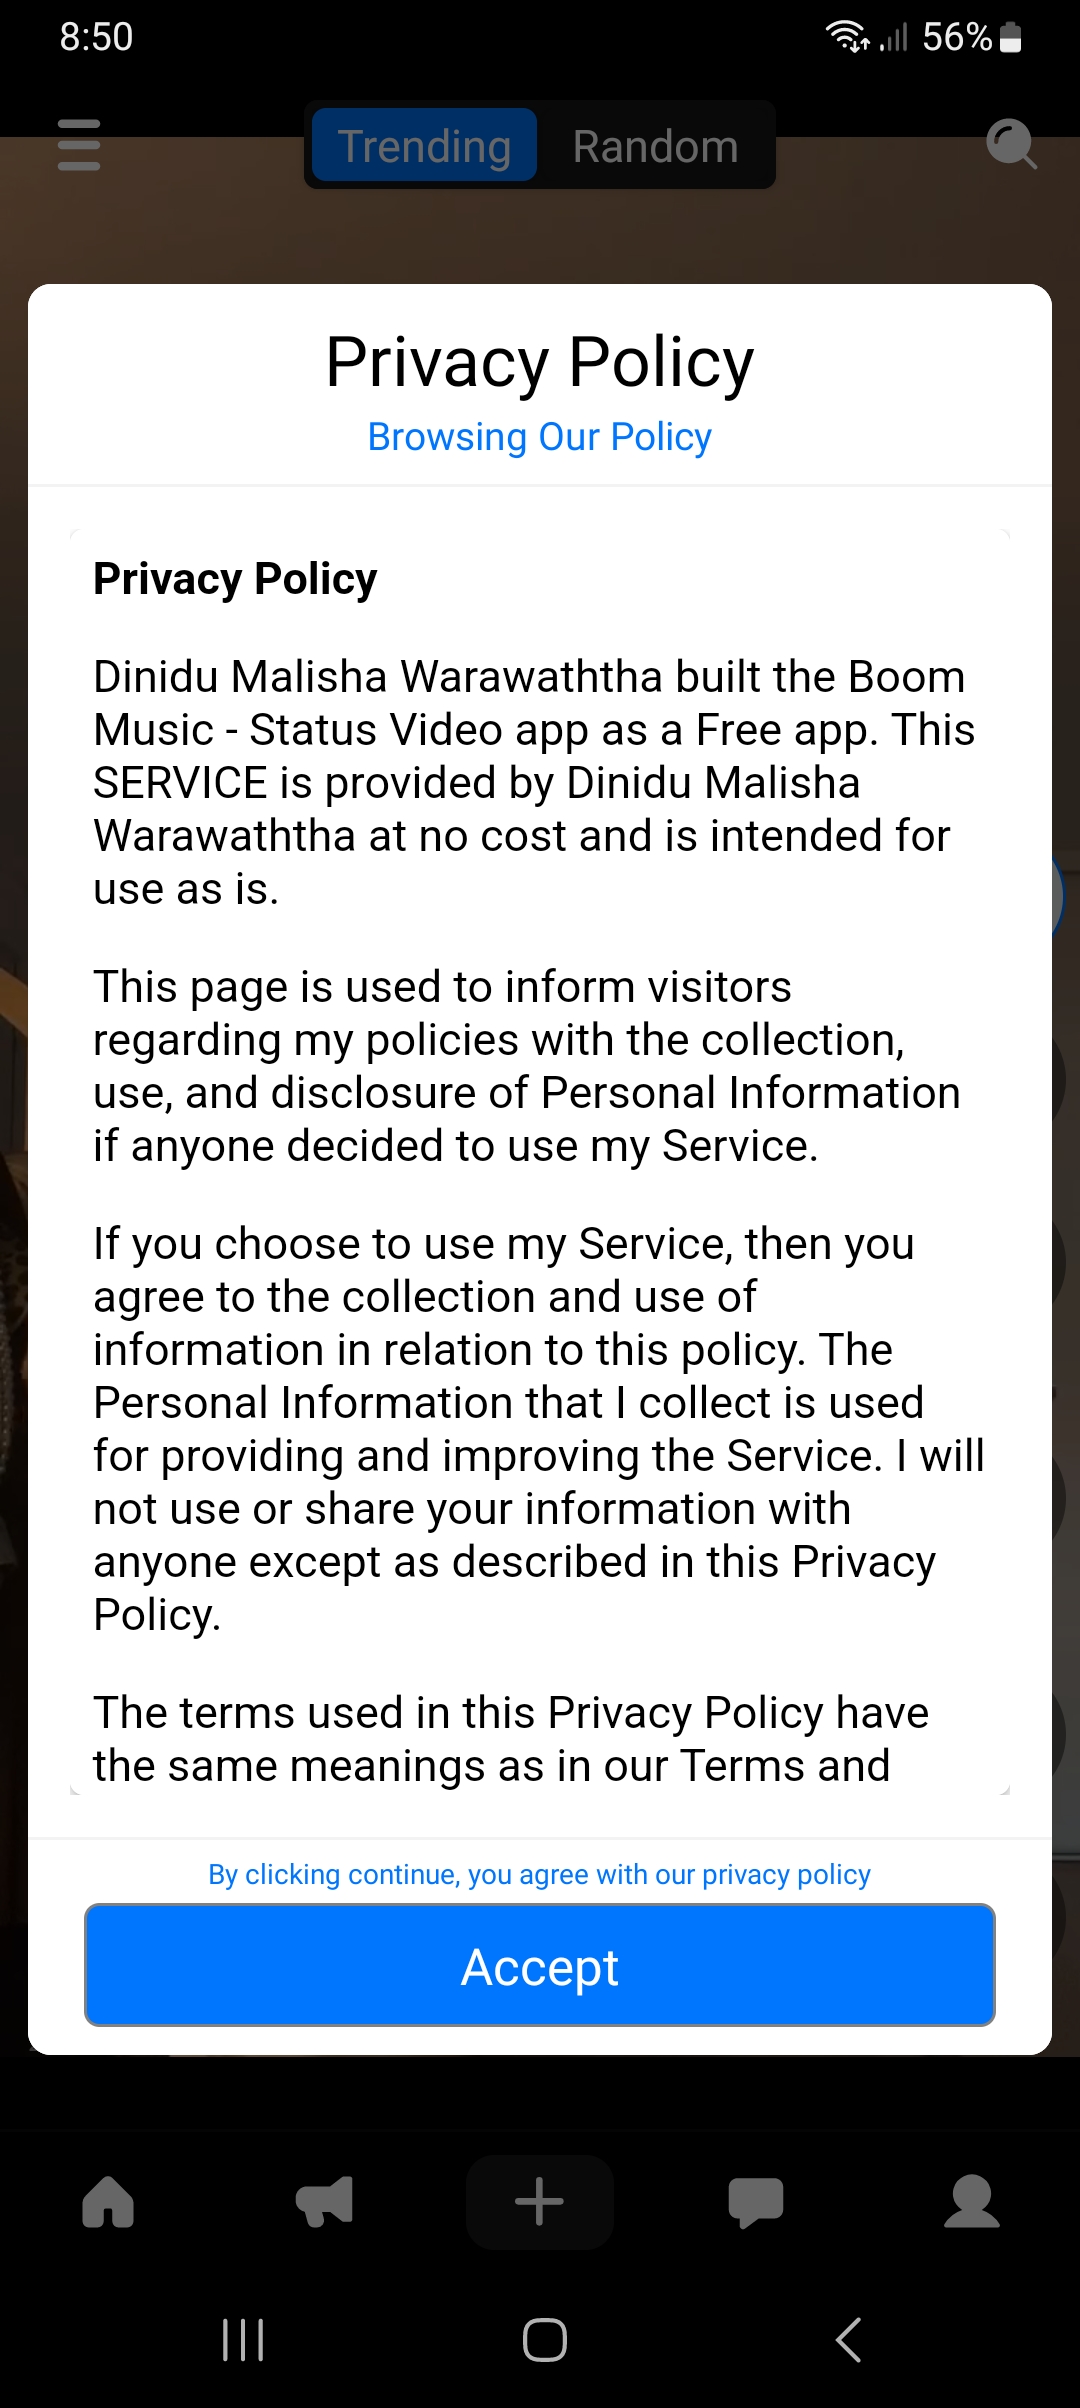 8:50
56%
Trending
Random
Privacy Policy
Browsing Our Policy
Privacy Policy
Dinidu Malisha Warawaththa built the Boom
Music - Status Video app as a Free app. This
SERVICE is provided by Dinidu Malisha
Warawaththa at no cost and is intended for
use as is.
This page is used to inform visitors
regarding my policies with the collection,
use, and disclosure of Personal Information
if anyone decided to use my Service.
If you choose to use my Service, then you
agree to the collection and use of
information in relation to this policy. The
Personal Information that I collect is used
for providing and improving the Service. I will
not use or share your information with
anyone except as described in this Privacy
Policy.
The terms used in this Privacy Policy have
the same meanings as in our Terms and
By clicking continue, you agree with our privacy policy
Accept